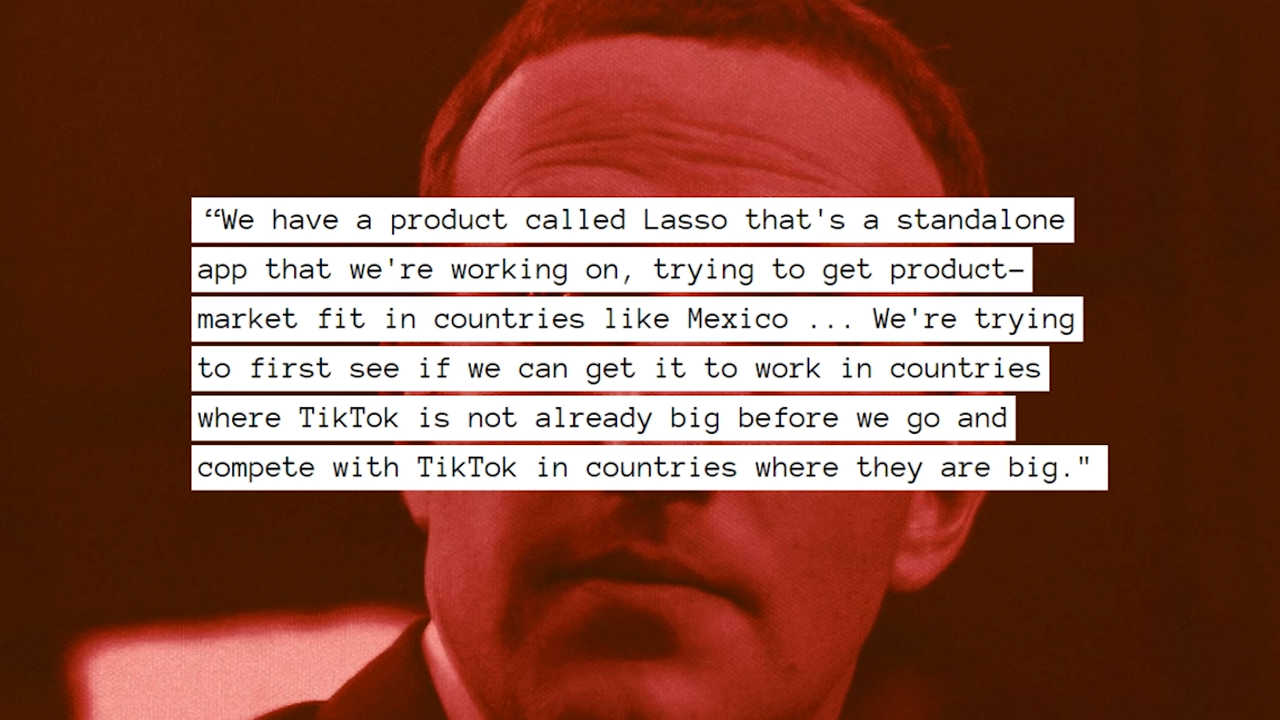 “We have a product called Lasso that's a standalone
app that we're working on, trying to get product-
market fit in countries like Mexico ... We're trying
to first see if we can get it to work in countries
where TikTok is not already big before we go and
compete with TikTok in countries where they are big."